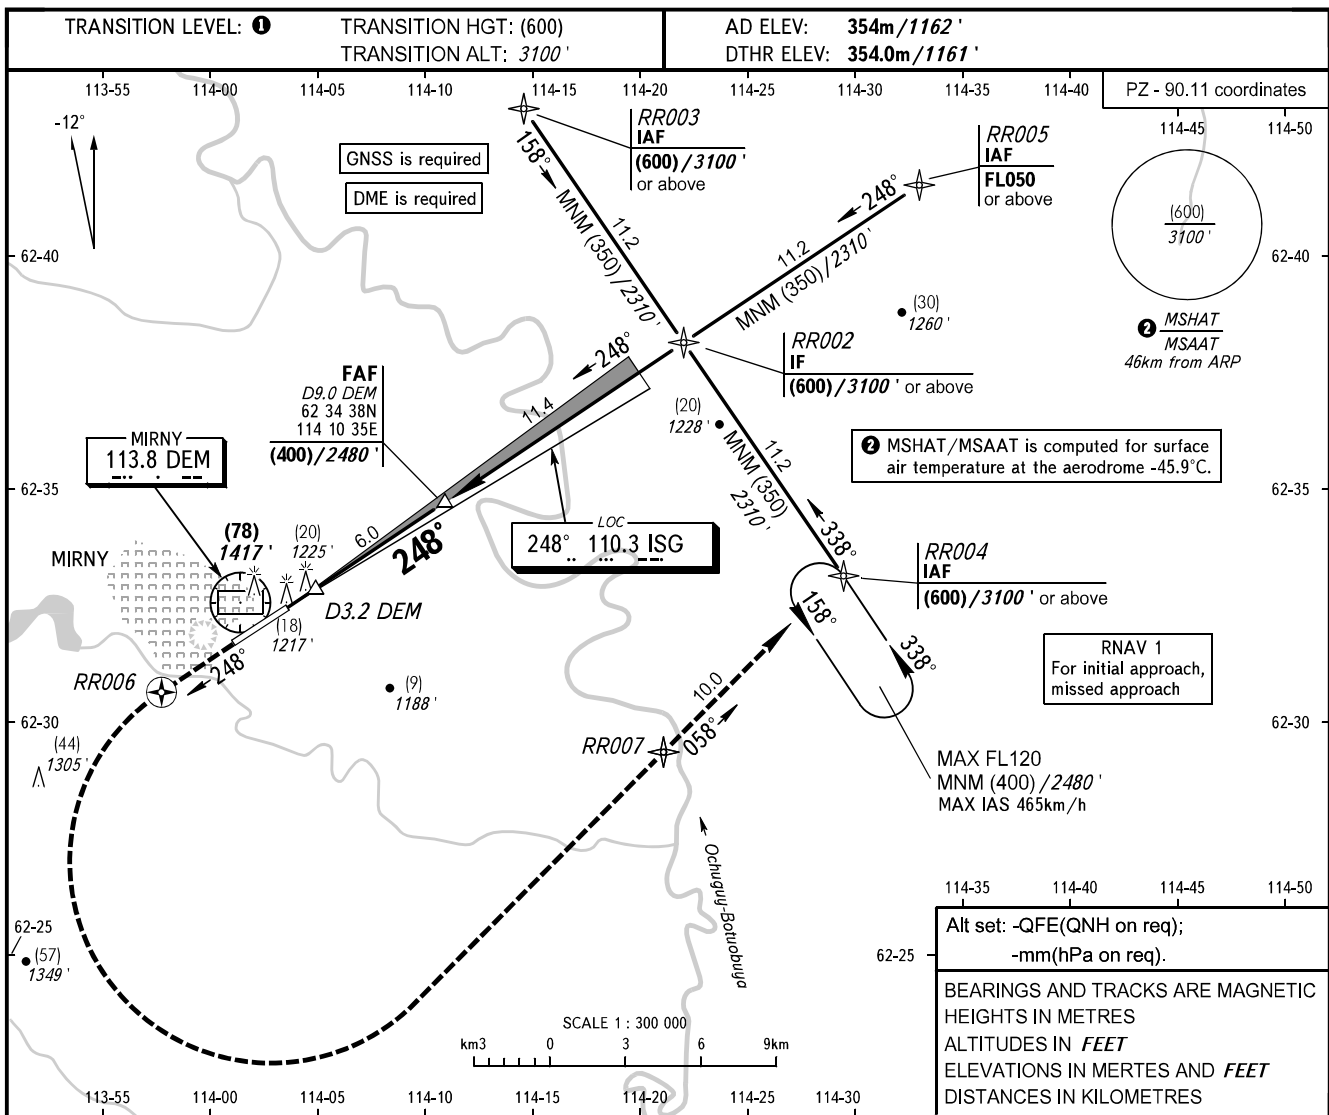 TRANSITION LEVEL: ❶
TRANSITION HGT: (600)
TRANSITION ALT: 3100 '
AD ELEV: 354m/1162 '
DTHR ELEV: 354.0m/1161 '
113-55 114-00 114-05 114-10 114-15 114-20 114-25 114-30 114-35 114-40
PZ - 90.11 coordinates
114-45 114-50
-12°
GNSS is required
DME is required
RR003
IAF
(600)/3100 '
or above
RR005
IAF
FL050
or above
(600)
3100 '
158°
MNM (350)/2310'
11.2
248°
11.2
MNM (350)/2310'
62-40
62-40
(30)
1260 '
❷ MSHAT
MSAAT
46km from ARP
RR002
IF
(600)/3100 ' or above
248°
11.4
FAF
D9.0 DEM
62 34 38N
114 10 35E
(400)/2480 '
(20)
1228 '
MNM (350)
2310'
11.2
❷ MSHAT/MSAAT is computed for surface
air temperature at the aerodrome -45.9°C.
MIRNY
113.8 DEM
62-35
62-35
LOC
248° 110.3 ISG
6.0
248°
338°
(78)
1417 '
(20)
1225 '
MIRNY
D3.2 DEM
(18)
1217 '
RR004
IAF
(600)/3100 ' or above
158°
338°
RNAV 1
For initial approach,
missed approach
248°
RR006
(9)
1188 '
10.0
058°
RR007
62-30
62-30
(44)
1305 '
MAX FL120
MNM (400)/2480 '
MAX IAS 465km/h
Ochuguy-Botuobuya
114-35 114-40 114-45 114-50
62-25
62-25
(57)
1349 '
Alt set: -QFE(QNH on req);
-mm(hPa on req).
BEARINGS AND TRACKS ARE MAGNETIC
HEIGHTS IN METRES
ALTITUDES IN FEET
ELEVATIONS IN MERTES AND FEET
DISTANCES IN KILOMETRES
SCALE 1 : 300 000
km3 0 3 6 9km
113-55 114-00 114-05 114-10 114-15 114-20 114-25 114-30